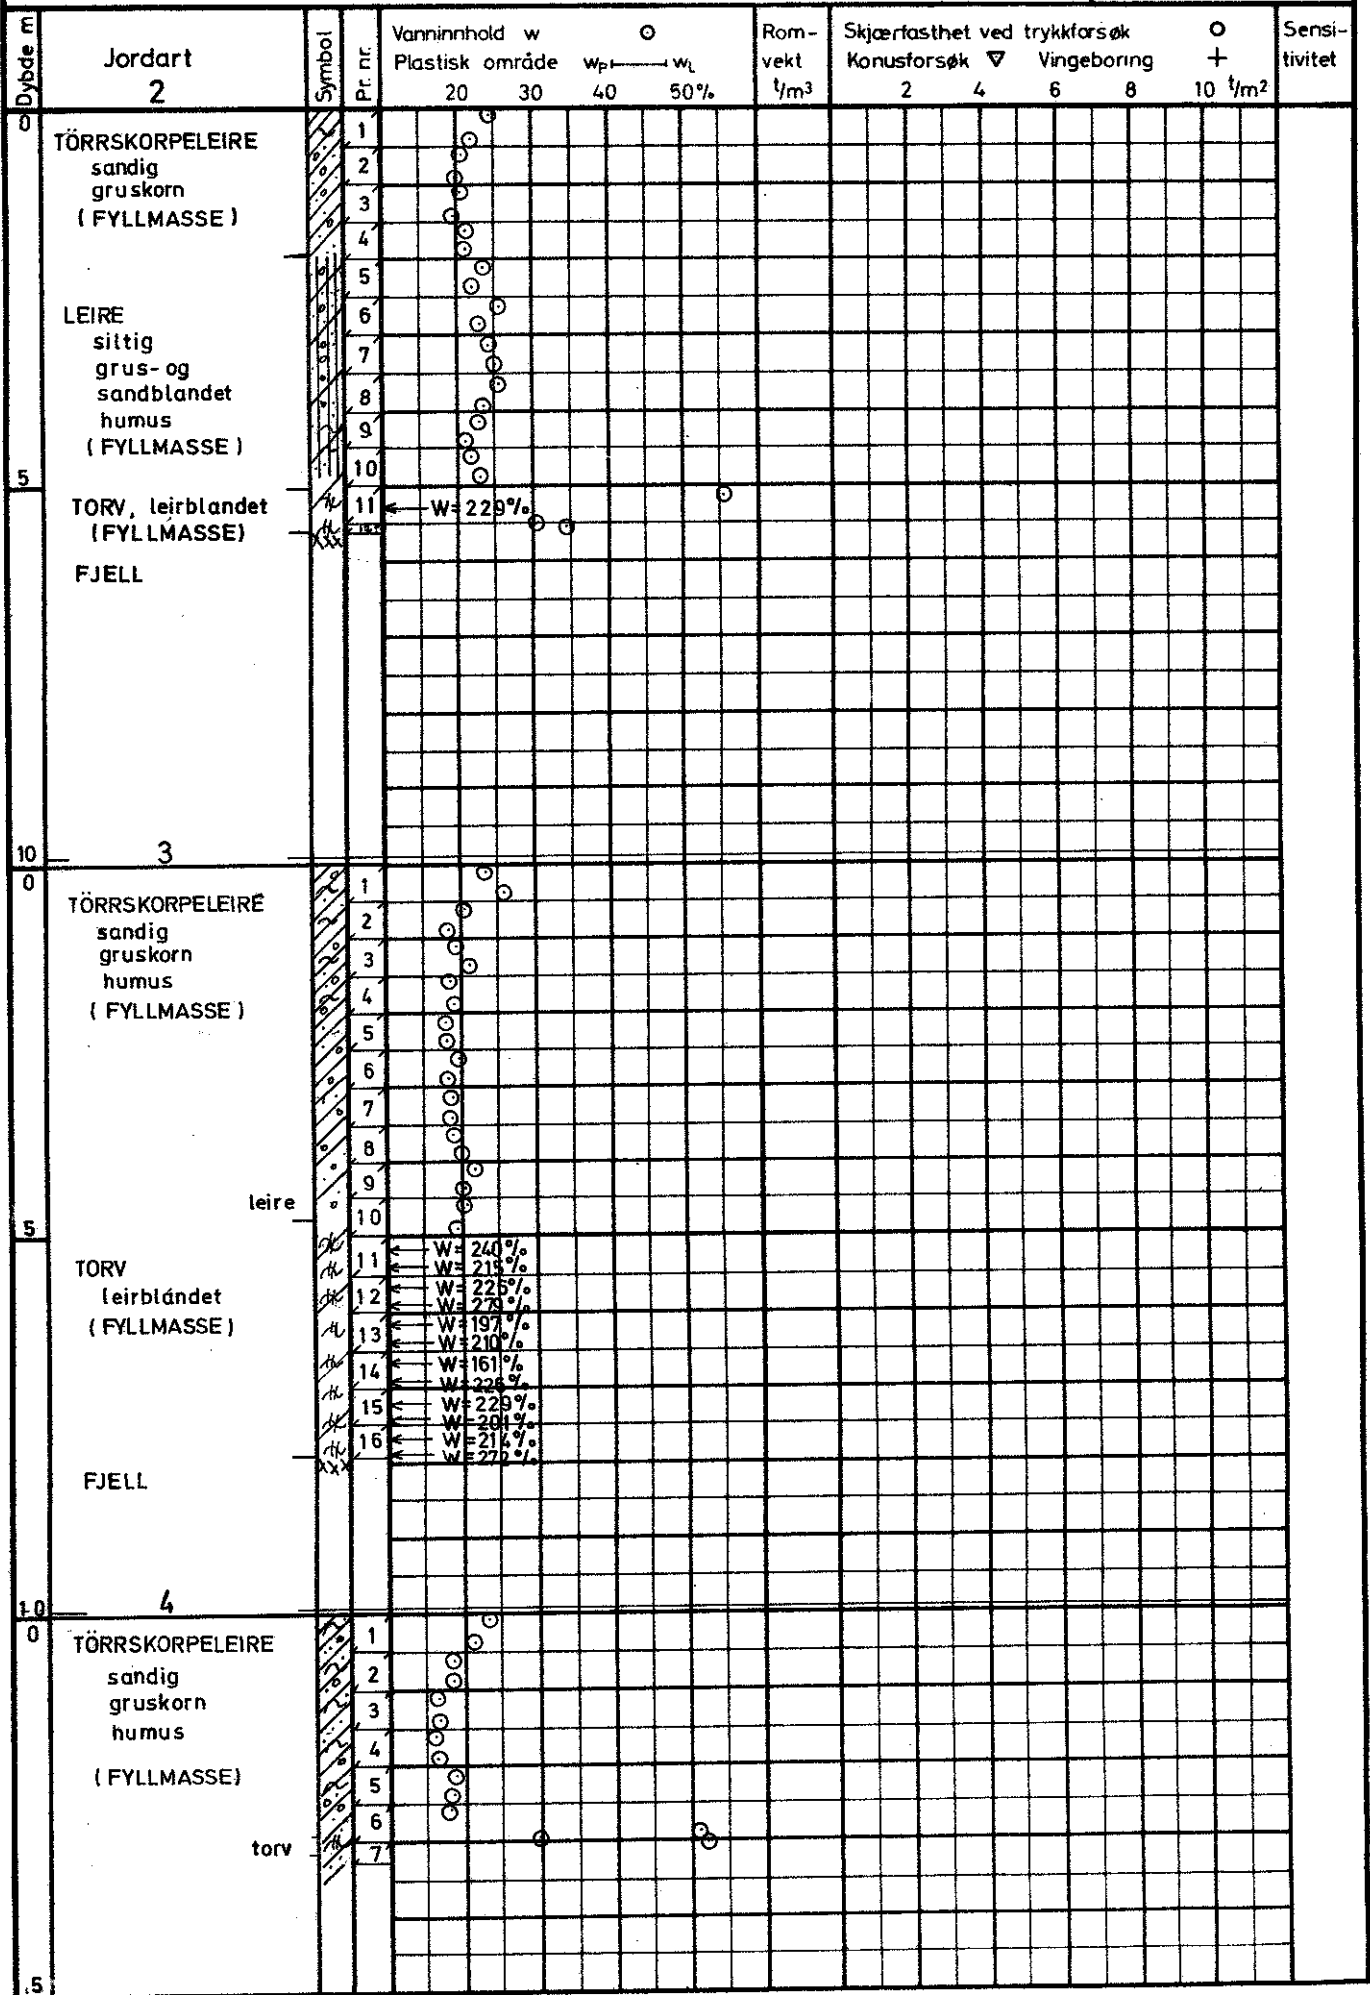 Dybde m
Jordart
2
Symbol
Pr. nr.
Vanninnhold w
Plastisk område wP wL
20 30 40 50%
Rom-
vekt
t/m3
Skjærfasthet ved trykkforsøk
Konusforsøk ▽ Vingeboring +
2 4 6 8 10 t/m2
Sensi-
tivitet
0
TÖRRSKORPELEIRE
sandig
gruskorn
(FYLLMASSE)
1
2
3
4
5
LEIRE
siltig
grus- og
sandblandet
humus
(FYLLMASSE)
6
7
8
9
10
5
TORV, leirblandet
(FYLLMASSE)
11
W=229%
FJELL
10
3
0
TÖRRSKORPELEIRE
sandig
gruskorn
humus
(FYLLMASSE)
1
2
3
4
5
6
7
8
9
leire
10
5
TORV
leirblandet
(FYLLMASSE)
11
W=240%
W=215%
12
W=225%
W=279%
13
W=197%
W=210%
14
W=161%
W=226%
15
W=229%
W=201%
16
W=214%
W=272%
FJELL
10
4
0
TÖRRSKORPELEIRE
sandig
gruskorn
humus
(FYLLMASSE)
1
2
3
4
5
6
torv
7
5